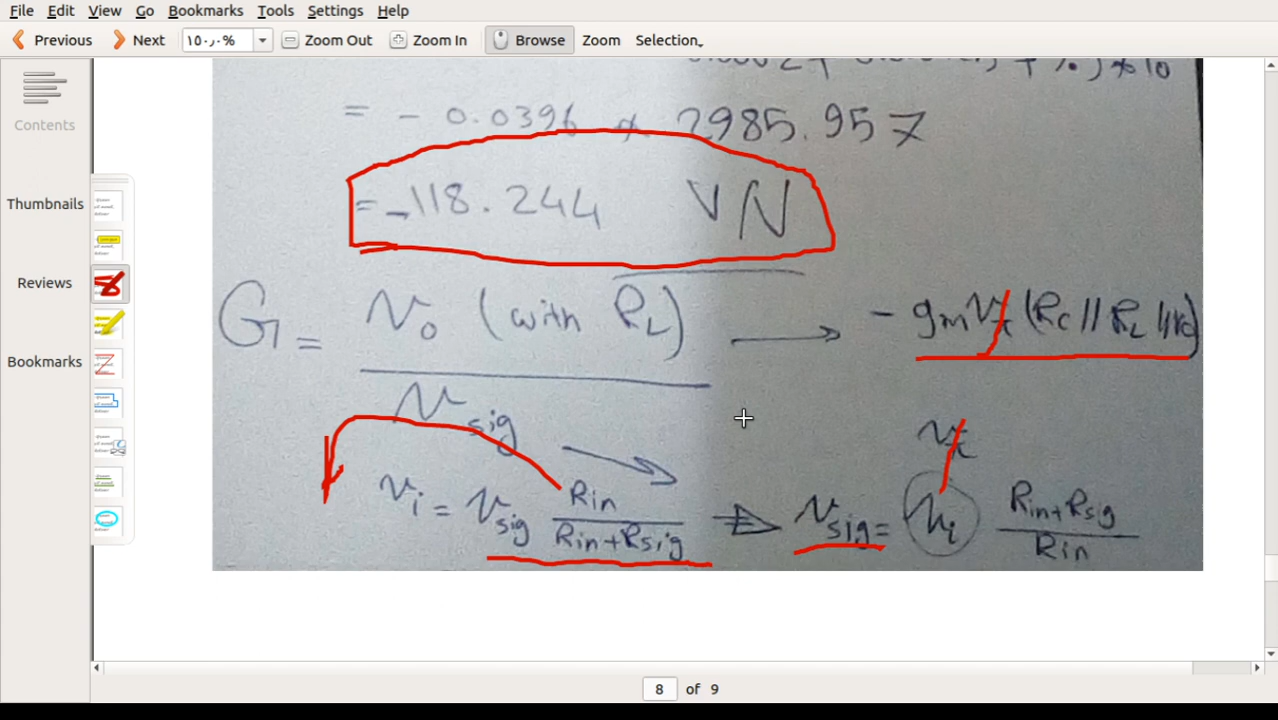 File Edit View Go Bookmarks Tools Settings Help
Previous Next ١٥٠٫٠% Zoom Out Zoom In Browse Zoom Selection
Contents
Thumbnails
Reviews
Bookmarks
= - 0.0396 * 2985.957
= -118.244 V/V
G = vo (with RL) / vsig → - gm vπ (Rc // RL // ro)
vπ
vi = vsig Rin / Rin+Rsig ⇒ vsig = vi Rin+Rsig / Rin
8 of 9